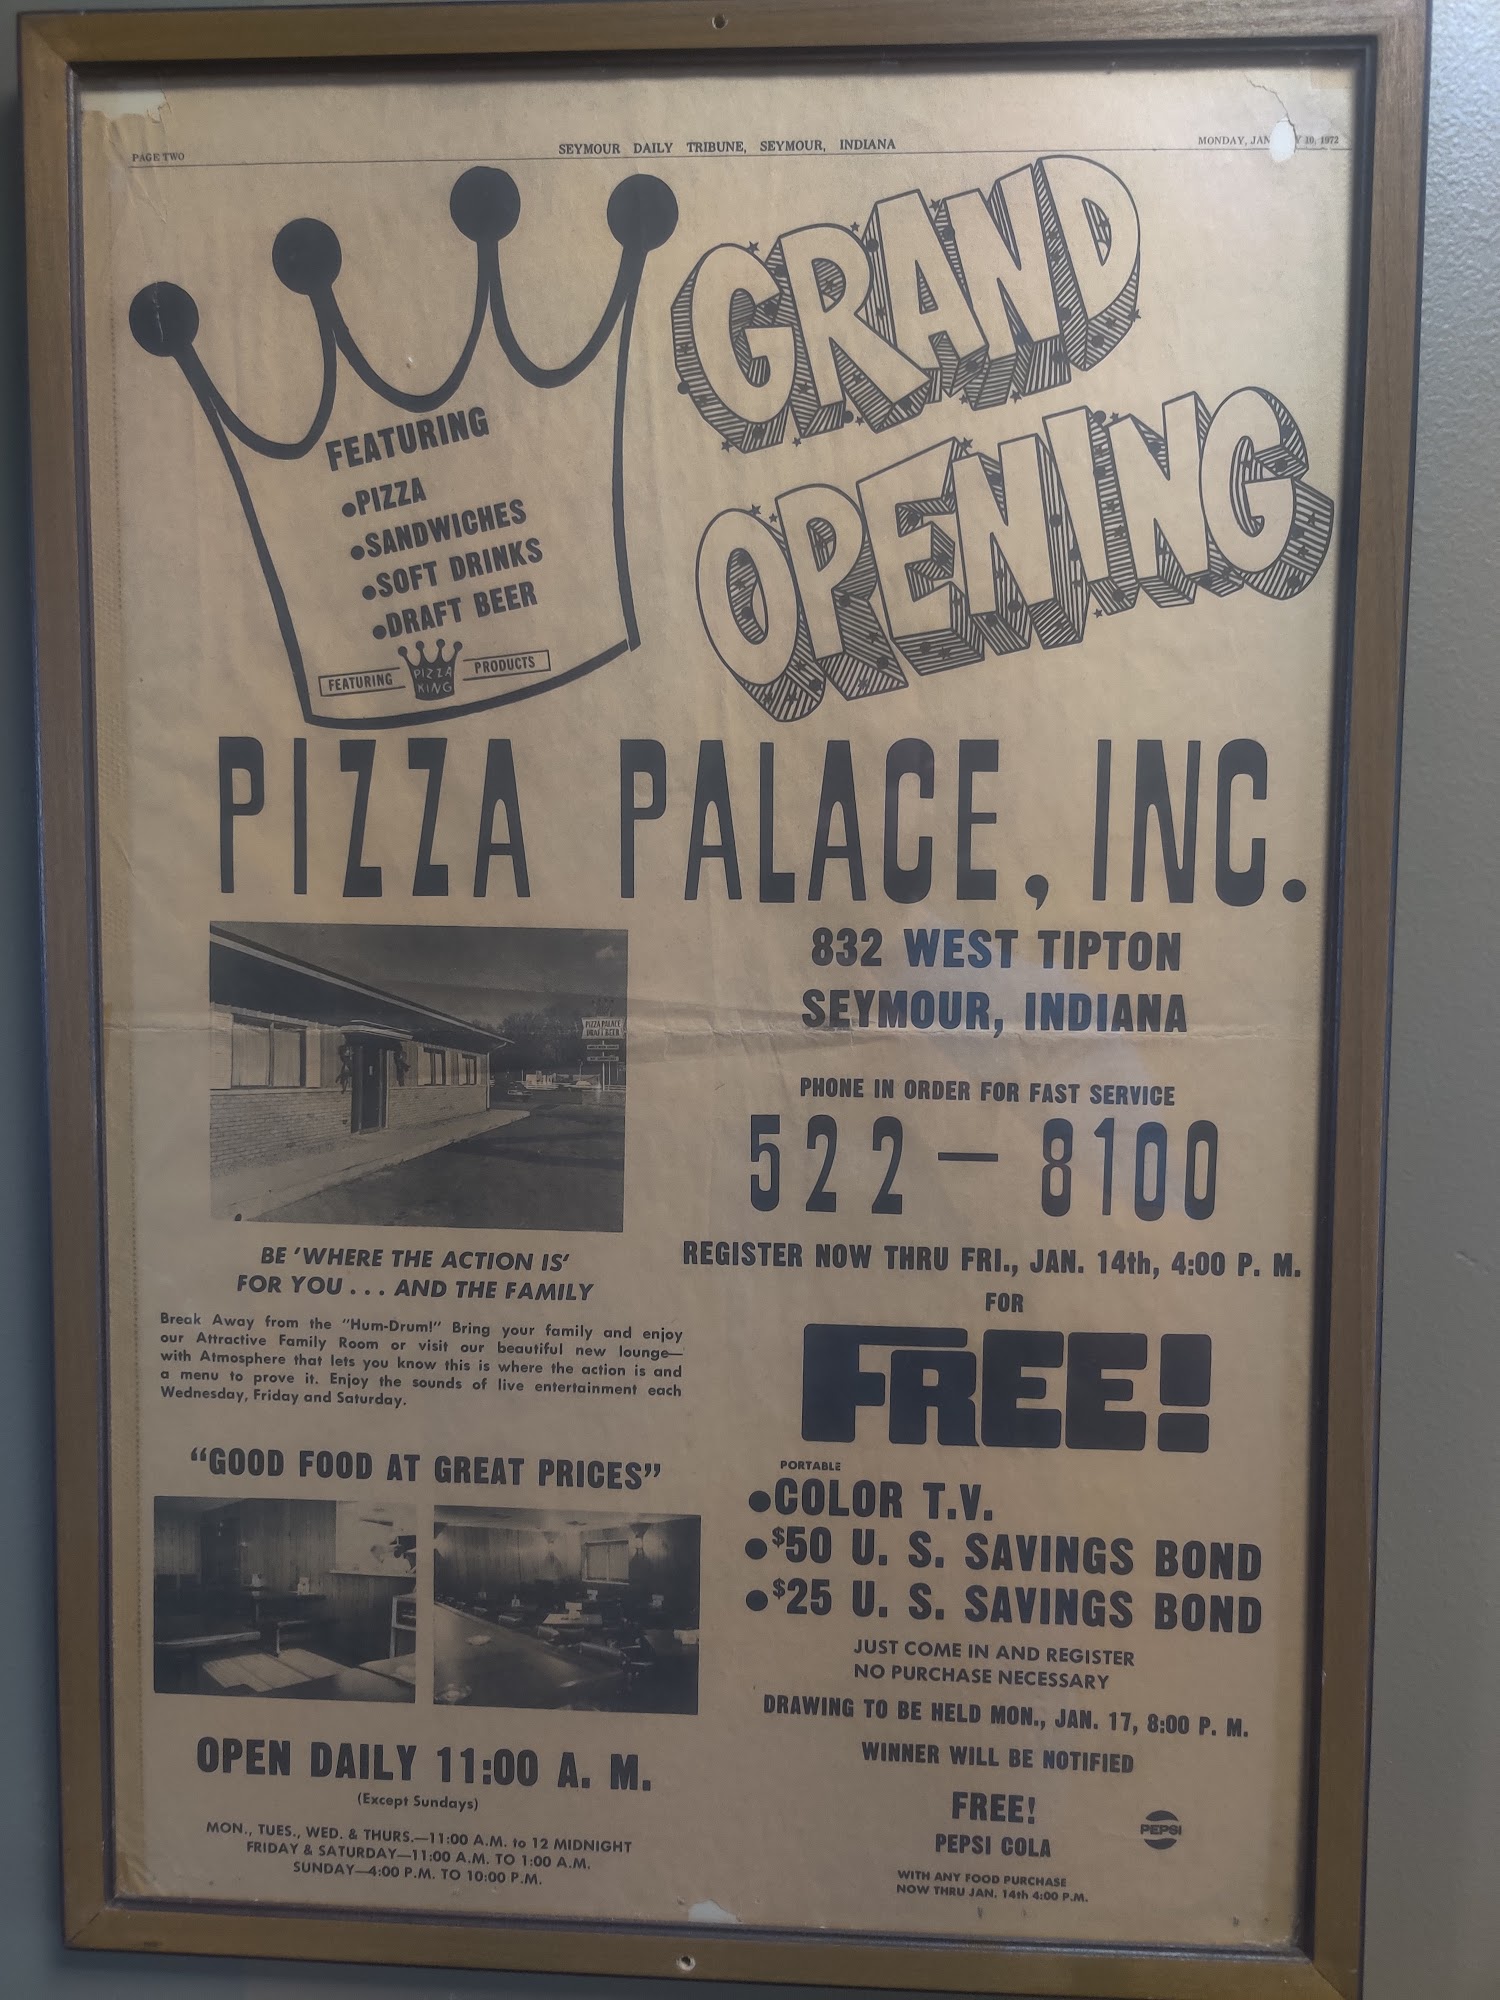 PAGE TWO
SEYMOUR DAILY TRIBUNE, SEYMOUR, INDIANA
MONDAY, JAN Y 10, 1972
GRAND
OPENING
FEATURING
•PIZZA
•SANDWICHES
•SOFT DRINKS
•DRAFT BEER
FEATURING PIZZA KING PRODUCTS
PIZZA PALACE, INC.
PIZZA PALACE
DRAFT BEER
832 WEST TIPTON
SEYMOUR, INDIANA
PHONE IN ORDER FOR FAST SERVICE
522 — 8100
BE 'WHERE THE ACTION IS'
FOR YOU . . . AND THE FAMILY
Break Away from the "Hum-Drum!" Bring your family and enjoy
our Attractive Family Room or visit our beautiful new lounge—
with Atmosphere that lets you know this is where the action is and
a menu to prove it. Enjoy the sounds of live entertainment each
Wednesday, Friday and Saturday.
"GOOD FOOD AT GREAT PRICES"
OPEN DAILY 11:00 A. M.
(Except Sundays)
MON., TUES., WED. & THURS.—11:00 A.M. to 12 MIDNIGHT
FRIDAY & SATURDAY—11:00 A.M. TO 1:00 A.M.
SUNDAY—4:00 P.M. TO 10:00 P.M.
REGISTER NOW THRU FRI., JAN. 14th, 4:00 P. M.
FOR
FREE!
PORTABLE
•COLOR T.V.
•$50 U. S. SAVINGS BOND
•$25 U. S. SAVINGS BOND
JUST COME IN AND REGISTER
NO PURCHASE NECESSARY
DRAWING TO BE HELD MON., JAN. 17, 8:00 P. M.
WINNER WILL BE NOTIFIED
FREE!
PEPSI COLA
PEPSI
WITH ANY FOOD PURCHASE
NOW THRU JAN. 14th 4:00 P.M.